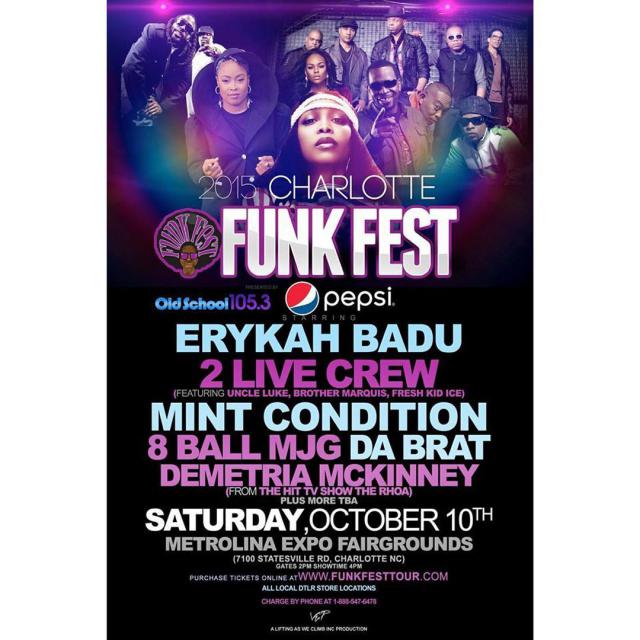 2015 CHARLOTTE
FUNK FEST
FUNK FEST
PRESENTED BY
Old School 105.3 pepsi
STARRING
ERYKAH BADU
2 LIVE CREW
(FEATURING UNCLE LUKE, BROTHER MARQUIS, FRESH KID ICE)
MINT CONDITION
8 BALL MJG DA BRAT
DEMETRIA MCKINNEY
(FROM THE HIT TV SHOW THE RHOA)
PLUS MORE TBA
SATURDAY,OCTOBER 10TH
METROLINA EXPO FAIRGROUNDS
(7100 STATESVILLE RD, CHARLOTTE NC)
GATES 2PM SHOWTIME 4PM
PURCHASE TICKETS ONLINE AT WWW.FUNKFESTTOUR.COM
ALL LOCAL DTLR STORE LOCATIONS
CHARGE BY PHONE AT 1-888-547-6478
A LIFTING AS WE CLIMB INC PRODUCTION